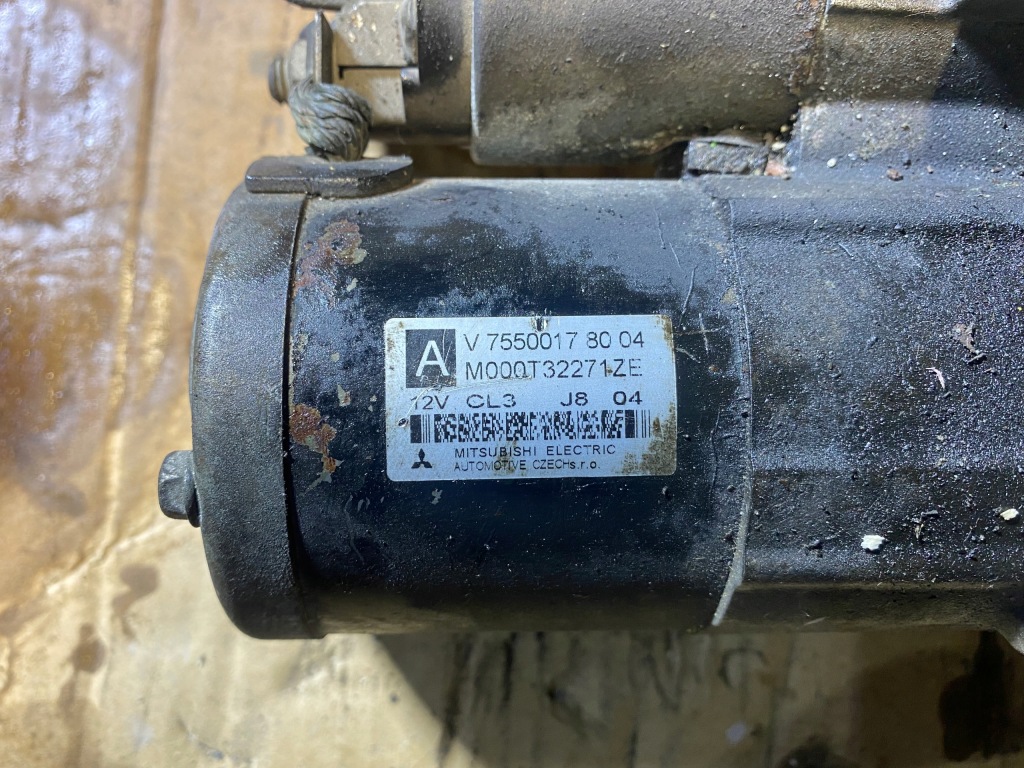 A
V 7550017 80 04
M000T32271ZE
12V CL3 J8 04
MITSUBISHI ELECTRIC
AUTOMOTIVE CZECH s.r.o.